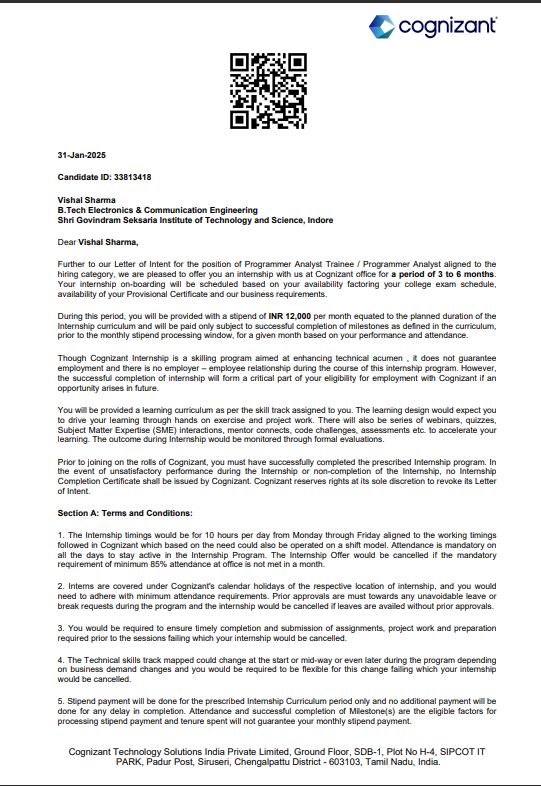 cognizant
31-Jan-2025
Candidate ID: 33813418
Vishal Sharma
B.Tech Electronics & Communication Engineering
Shri Govindram Seksaria Institute of Technology and Science, Indore
Dear Vishal Sharma,
Further to our Letter of Intent for the position of Programmer Analyst Trainee / Programmer Analyst aligned to the
hiring category, we are pleased to offer you an internship with us at Cognizant office for a period of 3 to 6 months.
Your internship on-boarding will be scheduled based on your availability factoring your college exam schedule,
availability of your Provisional Certificate and our business requirements.
During this period, you will be provided with a stipend of INR 12,000 per month equated to the planned duration of the
Internship curriculum and will be paid only subject to successful completion of milestones as defined in the curriculum,
prior to the monthly stipend processing window, for a given month based on your performance and attendance.
Though Cognizant Internship is a skilling program aimed at enhancing technical acumen , it does not guarantee
employment and there is no employer – employee relationship during the course of this internship program. However,
the successful completion of internship will form a critical part of your eligibility for employment with Cognizant if an
opportunity arises in future.
You will be provided a learning curriculum as per the skill track assigned to you. The learning design would expect you
to drive your learning through hands on exercise and project work. There will also be series of webinars, quizzes,
Subject Matter Expertise (SME) interactions, mentor connects, code challenges, assessments etc. to accelerate your
learning. The outcome during Internship would be monitored through formal evaluations.
Prior to joining on the rolls of Cognizant, you must have successfully completed the prescribed Internship program. In
the event of unsatisfactory performance during the Internship or non-completion of the Internship, no Internship
Completion Certificate shall be issued by Cognizant. Cognizant reserves rights at its sole discretion to revoke its Letter
of Intent.
Section A: Terms and Conditions:
1. The Internship timings would be for 10 hours per day from Monday through Friday aligned to the working timings
followed in Cognizant which based on the need could also be operated on a shift model. Attendance is mandatory on
all the days to stay active in the Internship Program. The Internship Offer would be cancelled if the mandatory
requirement of minimum 85% attendance at office is not met in a month.
2. Interns are covered under Cognizant's calendar holidays of the respective location of internship, and you would
need to adhere with minimum attendance requirements. Prior approvals are must towards any unavoidable leave or
break requests during the program and the internship would be cancelled if leaves are availed without prior approvals.
3. You would be required to ensure timely completion and submission of assignments, project work and preparation
required prior to the sessions failing which your internship would be cancelled.
4. The Technical skills track mapped could change at the start or mid-way or even later during the program depending
on business demand changes and you would be required to be flexible for this change failing which your internship
would be cancelled.
5. Stipend payment will be done for the prescribed Internship Curriculum period only and no additional payment will be
done for any delay in completion. Attendance and successful completion of Milestone(s) are the eligible factors for
processing stipend payment and tenure spent will not guarantee your monthly stipend payment.
Cognizant Technology Solutions India Private Limited, Ground Floor, SDB-1, Plot No H-4, SIPCOT IT
PARK, Padur Post, Siruseri, Chengalpattu District - 603103, Tamil Nadu, India.